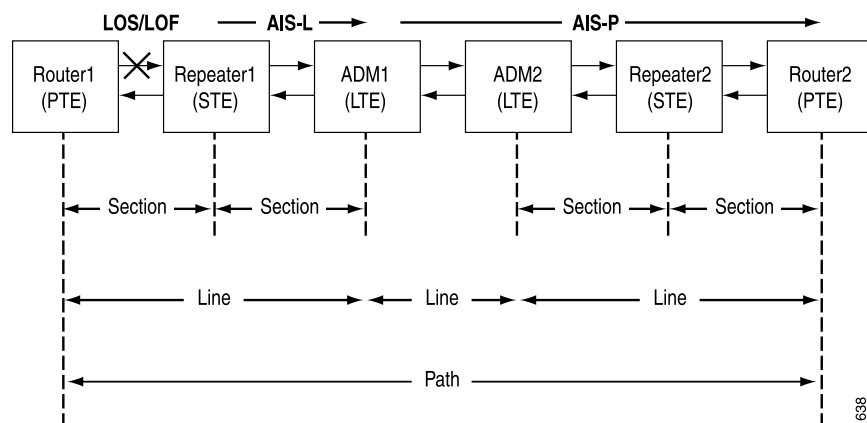 LOS/LOF AIS-L AIS-P
Router1 Repeater1 ADM1 ADM2 Repeater2 Router2
(PTE) (STE) (LTE) (LTE) (STE) (PTE)
Section Section Section Section
Line Line Line
Path
638